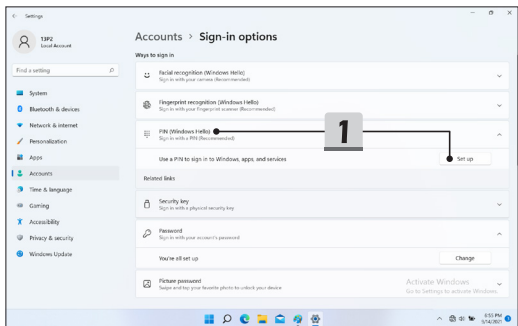 Settings
13P2
Local Account
Find a setting
System
Bluetooth & devices
Network & internet
Personalization
Apps
Accounts
Time & language
Gaming
Accessibility
Privacy & security
Windows Update
Accounts > Sign-in options
Ways to sign in
Facial recognition (Windows Hello)
Sign in with your camera (Recommended)
Fingerprint recognition (Windows Hello)
Sign in with your fingerprint scanner (Recommended)
PIN (Windows Hello)
Sign in with a PIN (Recommended)
1
Use a PIN to sign in to Windows, apps, and services
Set up
Related links
Security key
Sign in with a physical security key
Password
Sign in with your account's password
You're all set up
Change
Picture password
Swipe and tap your favorite photo to unlock your device
Activate Windows
Go to Settings to activate Windows.
6:53 PM
9/14/2021